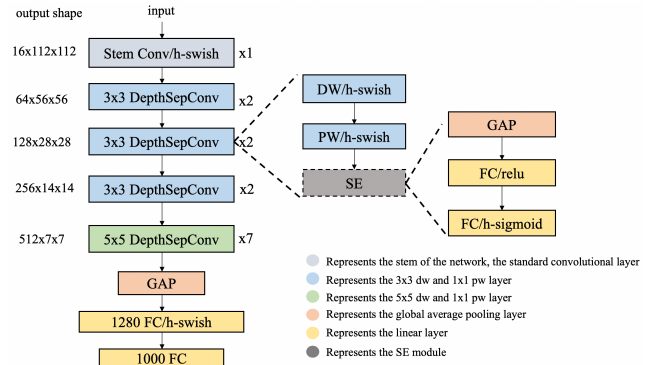 output shape
input
16x112x112
Stem Conv/h-swish
x1
64x56x56
3x3 DepthSepConv
x2
128x28x28
3x3 DepthSepConv
x2
256x14x14
3x3 DepthSepConv
x2
512x7x7
5x5 DepthSepConv
x7
GAP
1280 FC/h-swish
1000 FC
DW/h-swish
PW/h-swish
SE
GAP
FC/relu
FC/h-sigmoid
Represents the stem of the network, the standard convolutional layer
Represents the 3x3 dw and 1x1 pw layer
Represents the 5x5 dw and 1x1 pw layer
Represents the global average pooling layer
Represents the linear layer
Represents the SE module